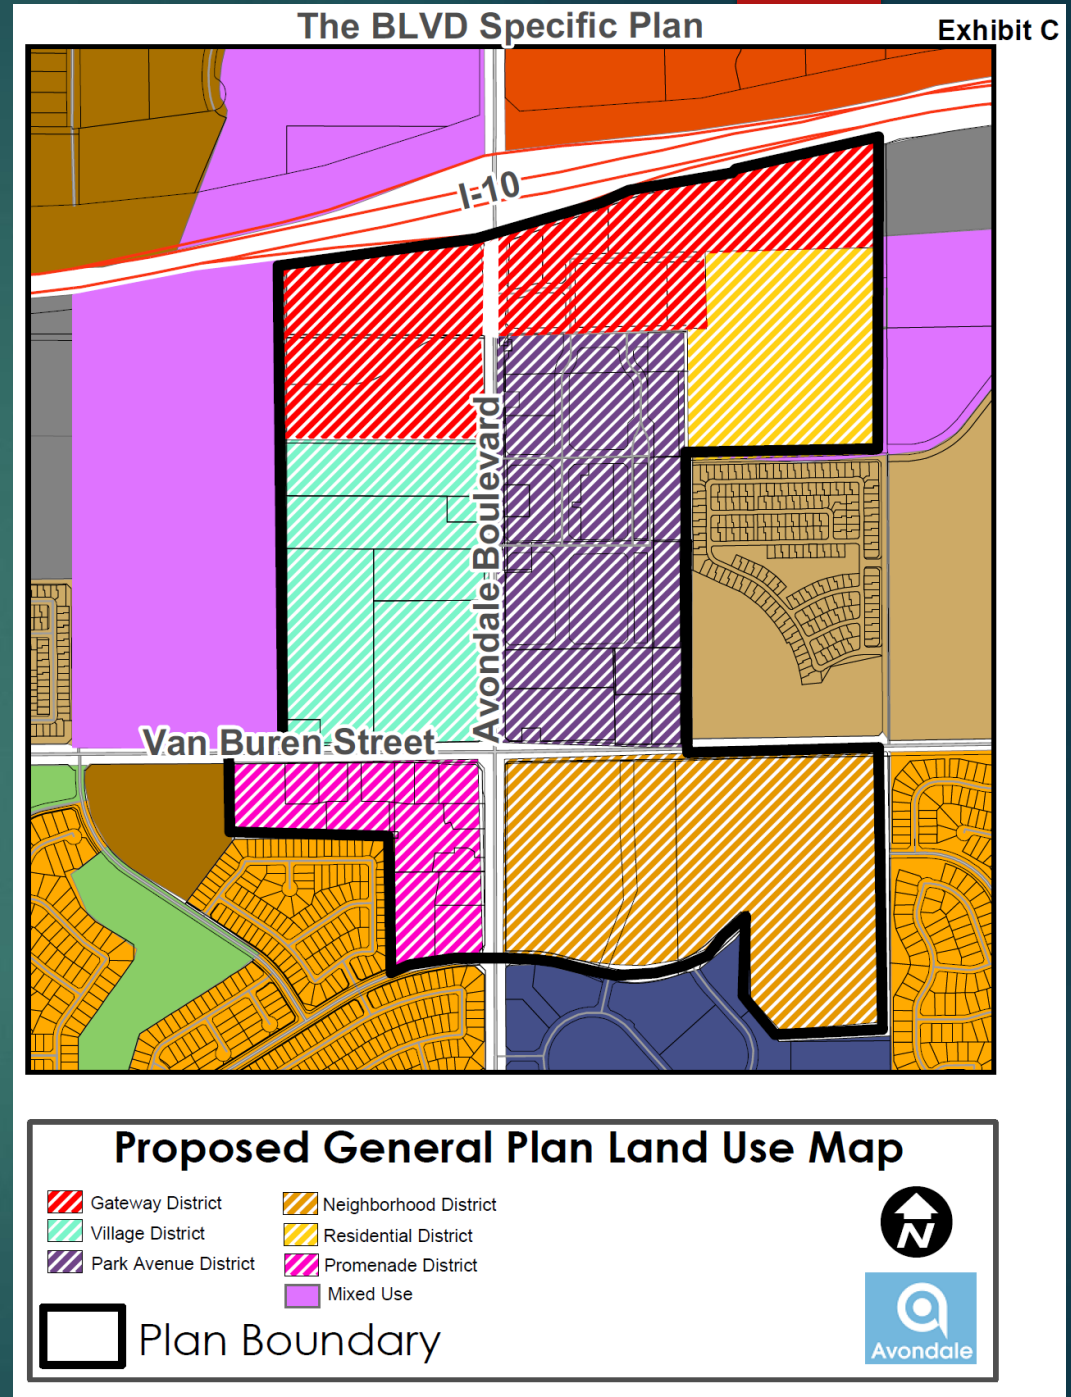 The BLVD Specific Plan
Exhibit C
I-10
Avondale Boulevard
Van Buren Street
Proposed General Plan Land Use Map
Gateway District
Village District
Park Avenue District
Neighborhood District
Residential District
Promenade District
Mixed Use
Plan Boundary
N
Avondale